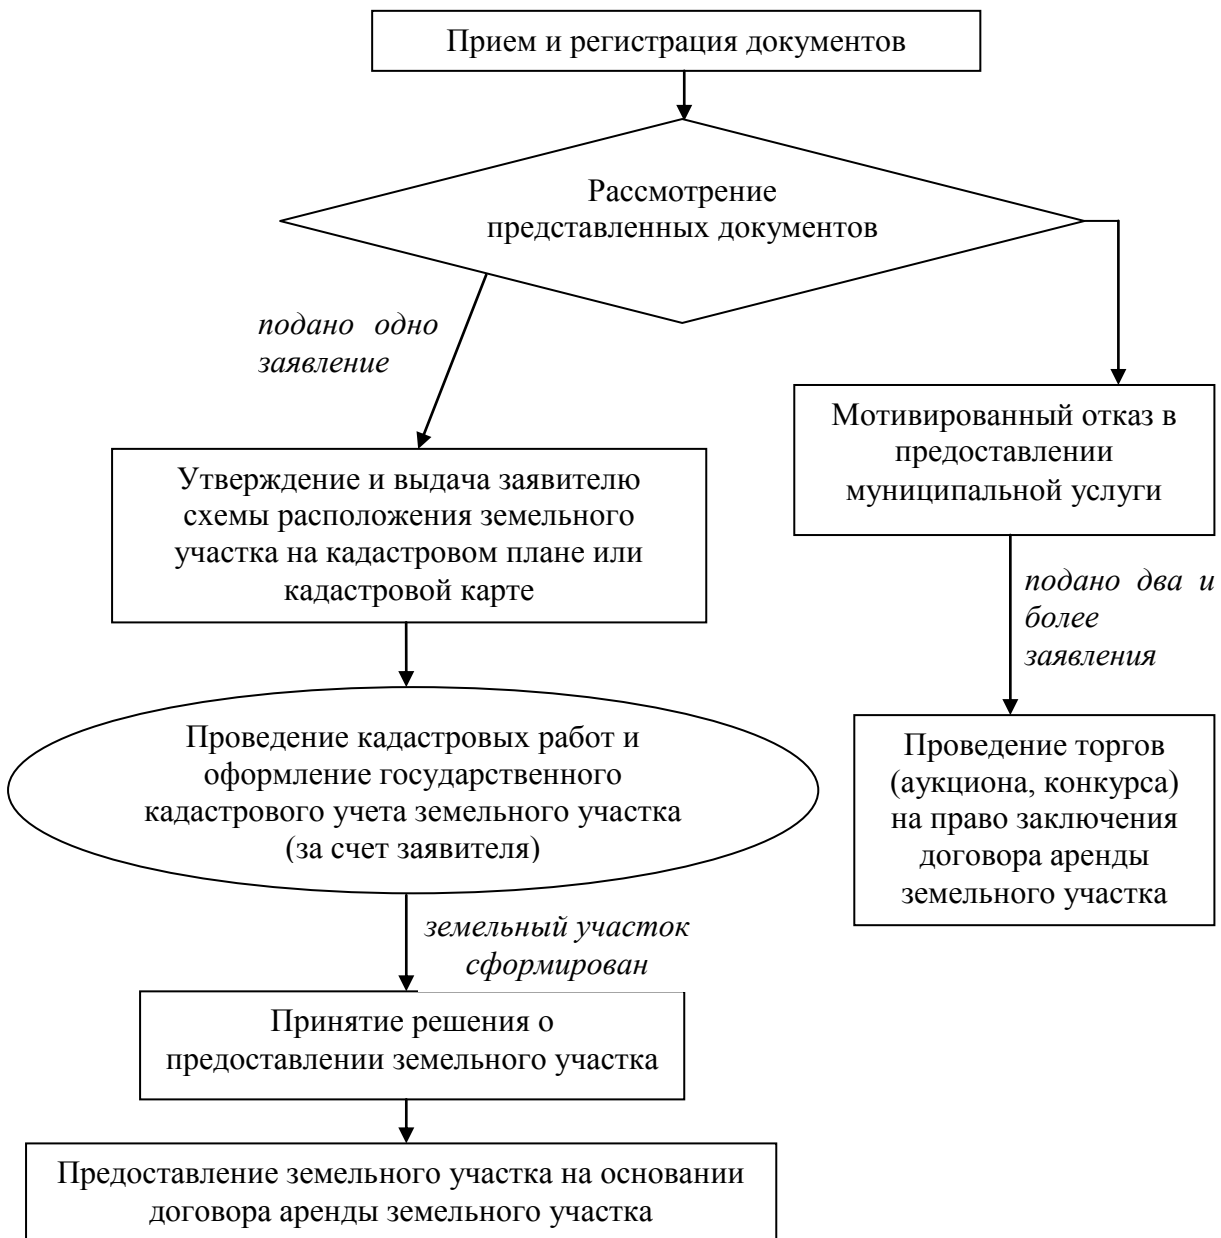 Прием и регистрация документов
Рассмотрение
представленных документов
подано одно
заявление
Мотивированный отказ в
предоставлении
муниципальной услуги
Утверждение и выдача заявителю
схемы расположения земельного
участка на кадастровом плане или
кадастровой карте
подано два и
более
заявления
Проведение кадастровых работ и
оформление государственного
кадастрового учета земельного участка
(за счет заявителя)
Проведение торгов
(аукциона, конкурса)
на право заключения
договора аренды
земельного участка
земельный участок
сформирован
Принятие решения о
предоставлении земельного участка
Предоставление земельного участка на основании
договора аренды земельного участка